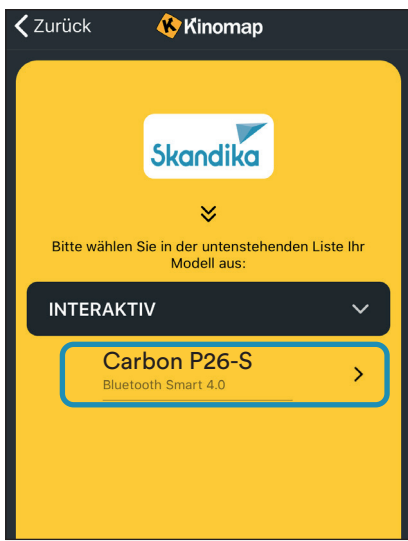 Zurück
Kinomap
Skandika
Bitte wählen Sie in der untenstehenden Liste Ihr
Modell aus:
INTERAKTIV
Carbon P26-S
Bluetooth Smart 4.0